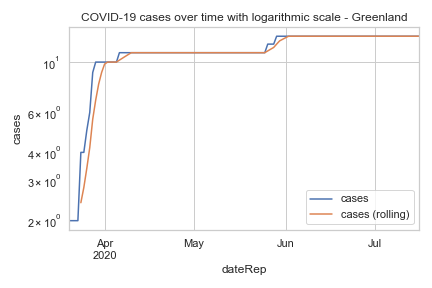 COVID-19 cases over time with logarithmic scale - Greenland
cases
10¹
6 × 10⁰
4 × 10⁰
3 × 10⁰
2 × 10⁰
cases
cases (rolling)
Apr
2020
May
Jun
Jul
dateRep